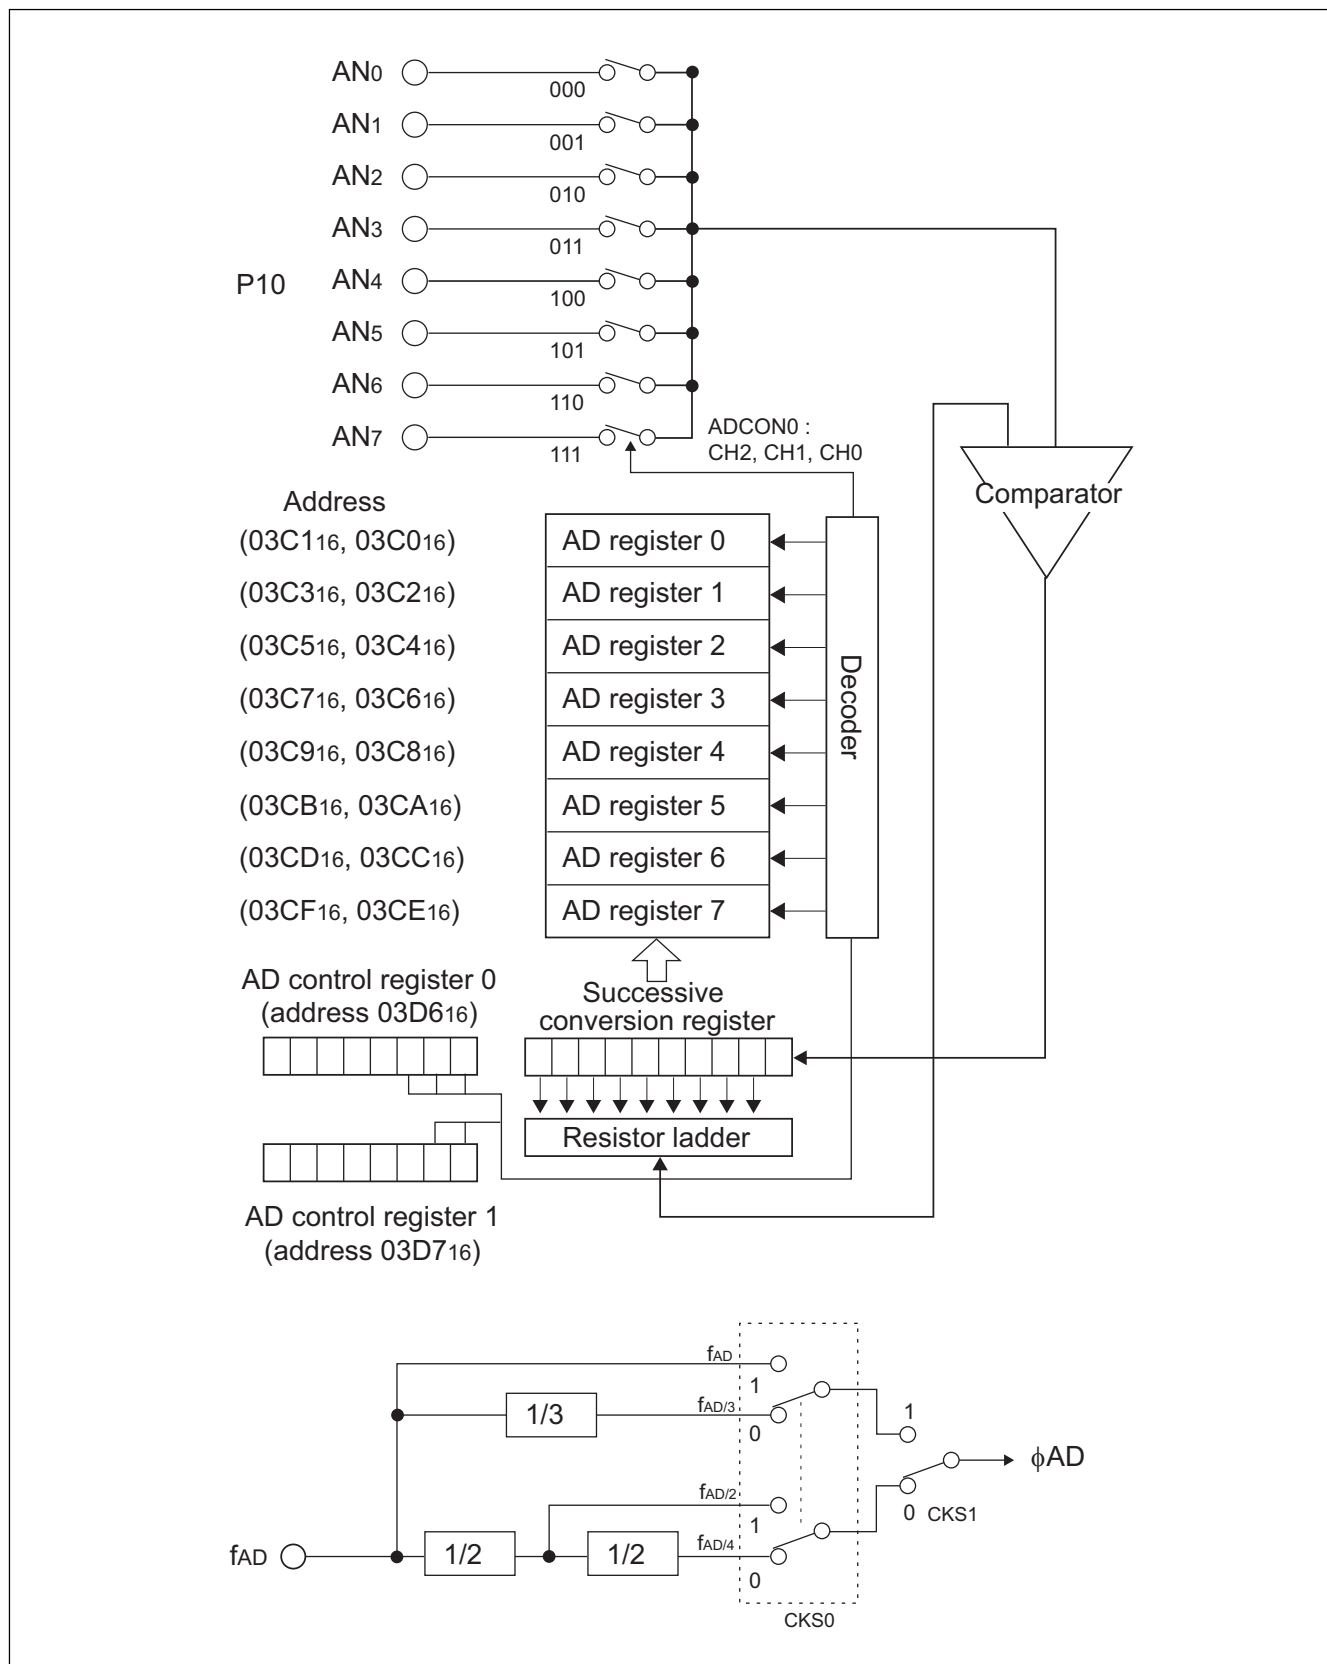 AN0
000
AN1
001
AN2
010
AN3
011
P10
AN4
100
AN5
101
AN6
110
AN7
111
ADCON0 :
CH2, CH1, CH0
Comparator
Address
(03C116, 03C016)
AD register 0
(03C316, 03C216)
AD register 1
(03C516, 03C416)
AD register 2
(03C716, 03C616)
AD register 3
(03C916, 03C816)
AD register 4
(03CB16, 03CA16)
AD register 5
(03CD16, 03CC16)
AD register 6
(03CF16, 03CE16)
AD register 7
Decoder
AD control register 0
(address 03D616)
Successive
conversion register
Resistor ladder
AD control register 1
(address 03D716)
fAD
1
1/3
fAD/3
0
1
ϕAD
fAD/2
1
0 CKS1
fAD
1/2
1/2
fAD/4
0
CKS0